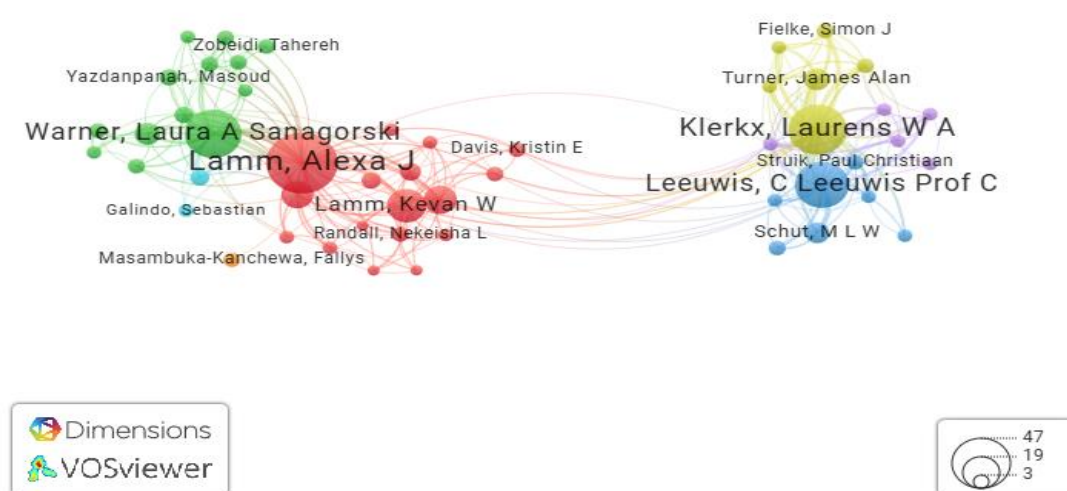 Zobeidi, Tahereh
Yazdanpanah, Masoud
Warner, Laura A Sanagorski
Lamm, Alexa J
Davis, Kristin E
Galindo, Sebastian
Lamm, Kevan W
Randall, Nekeisha L
Masambuka-Kanchewa, Fallys
Fielke, Simon J
Turner, James Alan
Klerkx, Laurens W A
Struik, Paul Christiaan
Leeuwis, C Leeuwis Prof C
Schut, M L W
Dimensions
VOSviewer
47
19
3